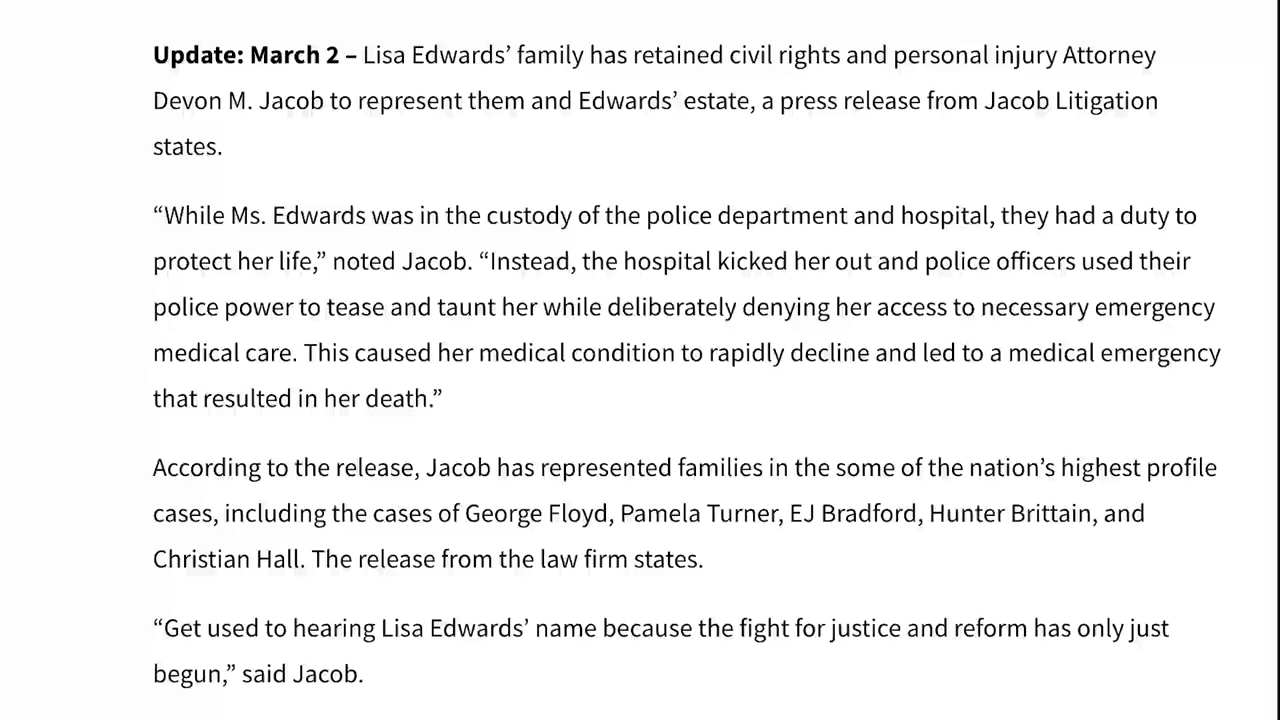 Update: March 2 – Lisa Edwards’ family has retained civil rights and personal injury Attorney
Devon M. Jacob to represent them and Edwards’ estate, a press release from Jacob Litigation
states.
“While Ms. Edwards was in the custody of the police department and hospital, they had a duty to
protect her life,” noted Jacob. “Instead, the hospital kicked her out and police officers used their
police power to tease and taunt her while deliberately denying her access to necessary emergency
medical care. This caused her medical condition to rapidly decline and led to a medical emergency
that resulted in her death.”
According to the release, Jacob has represented families in the some of the nation’s highest profile
cases, including the cases of George Floyd, Pamela Turner, EJ Bradford, Hunter Brittain, and
Christian Hall. The release from the law firm states.
“Get used to hearing Lisa Edwards’ name because the fight for justice and reform has only just
begun,” said Jacob.